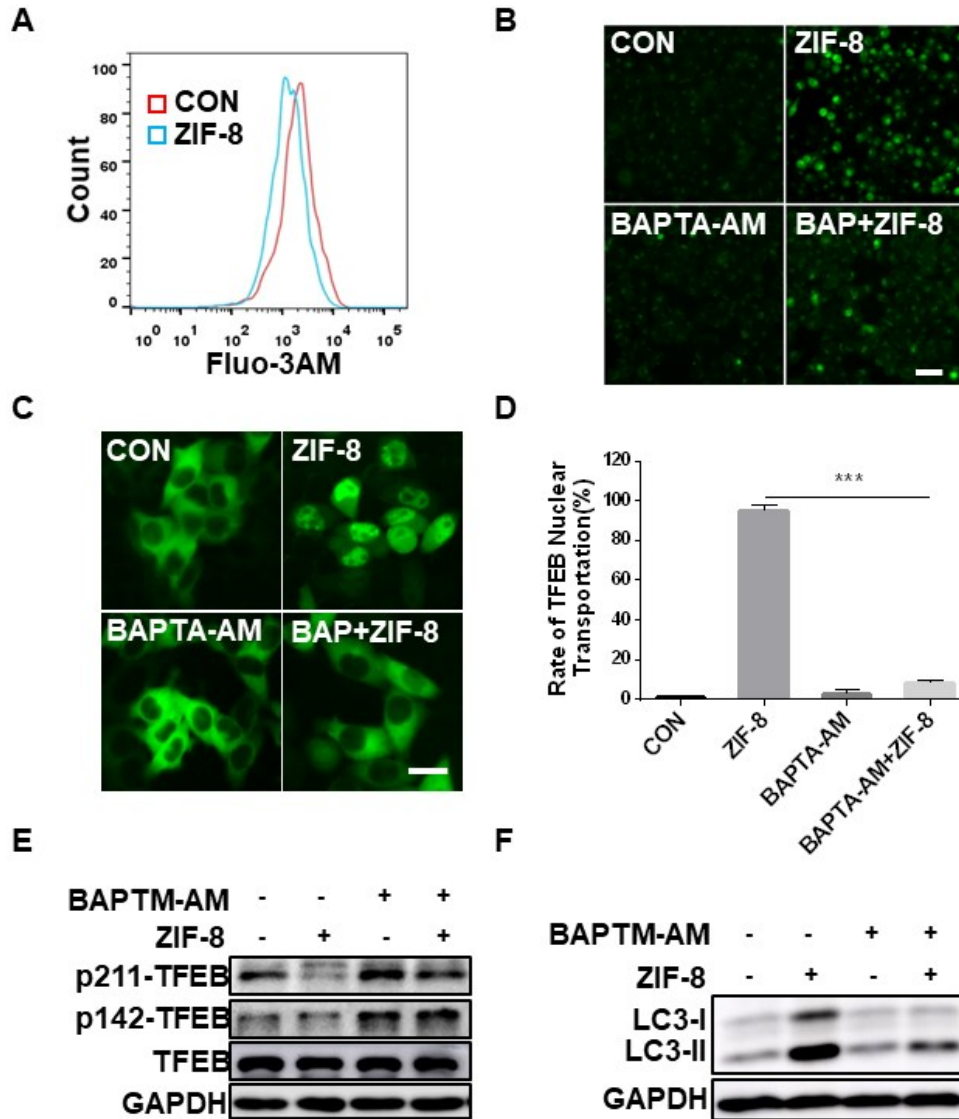 A
Count
100
80
60
40
20
0
CON
ZIF-8
10^0 10^1 10^2 10^3 10^4 10^5
Fluo-3AM
B
CON
ZIF-8
BAPTA-AM
BAP+ZIF-8
C
CON
ZIF-8
BAPTA-AM
BAP+ZIF-8
D
Rate of TFEB Nuclear
Transportation(%)
120
100
80
60
40
20
0
***
CON
ZIF-8
BAPTA-AM
BAPTA-AM+ZIF-8
E
BAPTM-AM - - + +
ZIF-8 - + - +
p211-TFEB
p142-TFEB
TFEB
GAPDH
F
BAPTM-AM - - + +
ZIF-8 - + - +
LC3-I
LC3-II
GAPDH